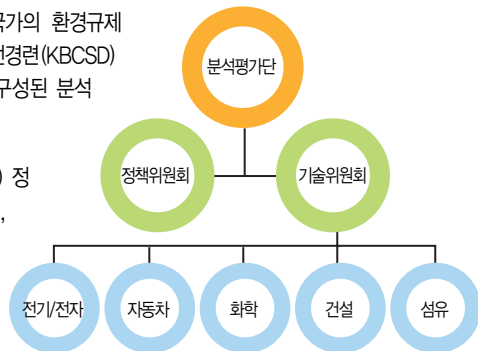 국가의 환경규제
전경련(KBCSD)
구성된 분석
) 정
,
분석평가단
정책위원회
기술위원회
전기/전자
자동차
화학
건설
섬유